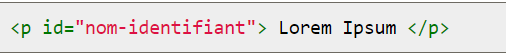 <p id="nom-identifiant"> Lorem Ipsum </p>